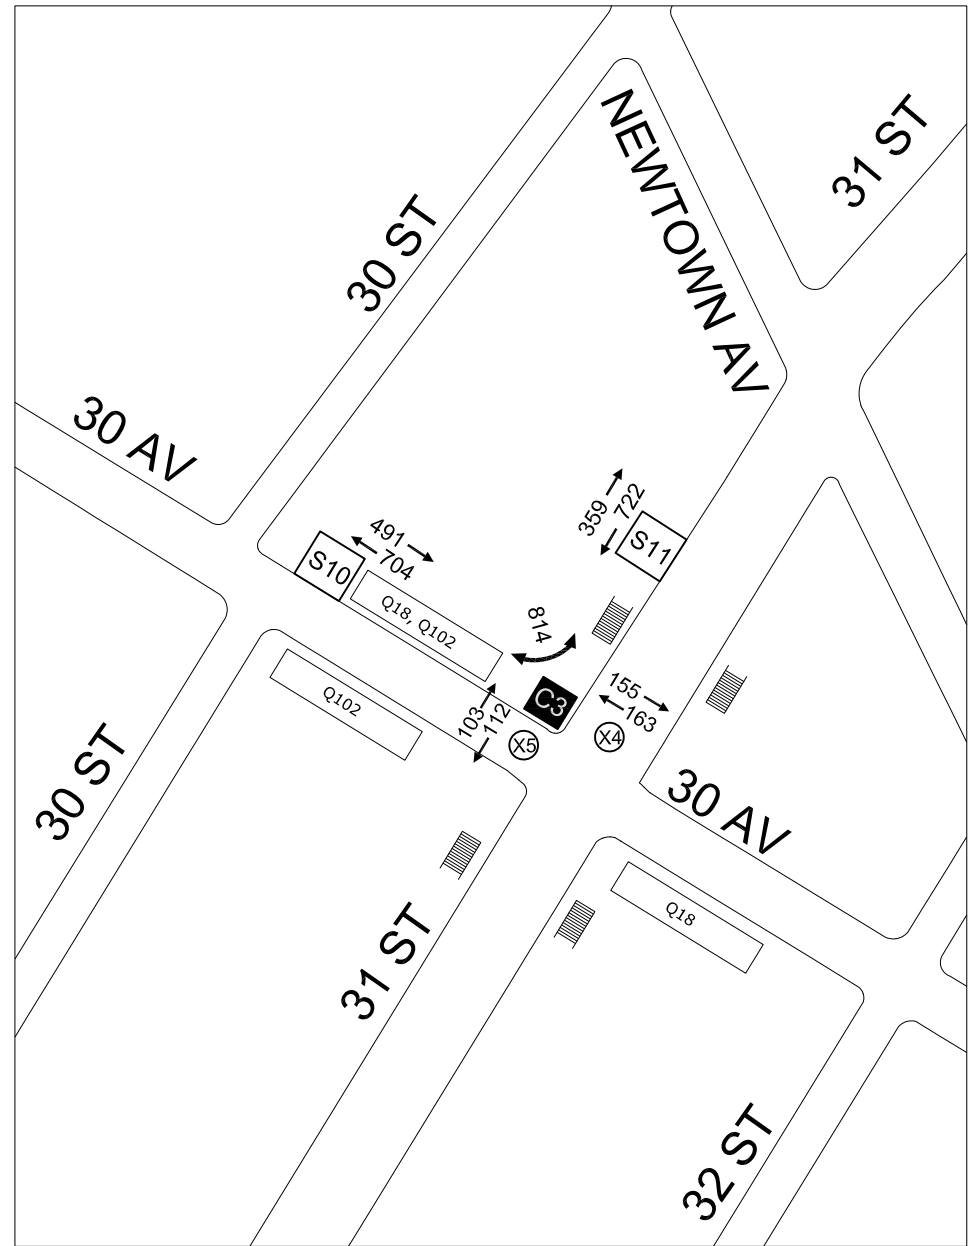 NEWTOWN AV
31 ST
30 ST
30 AV
491
704
S10
Q18, Q102
359
722
S11
814
C3
155
163
X4
103
112
X5
Q102
30 ST
30 AV
Q18
31 ST
32 ST